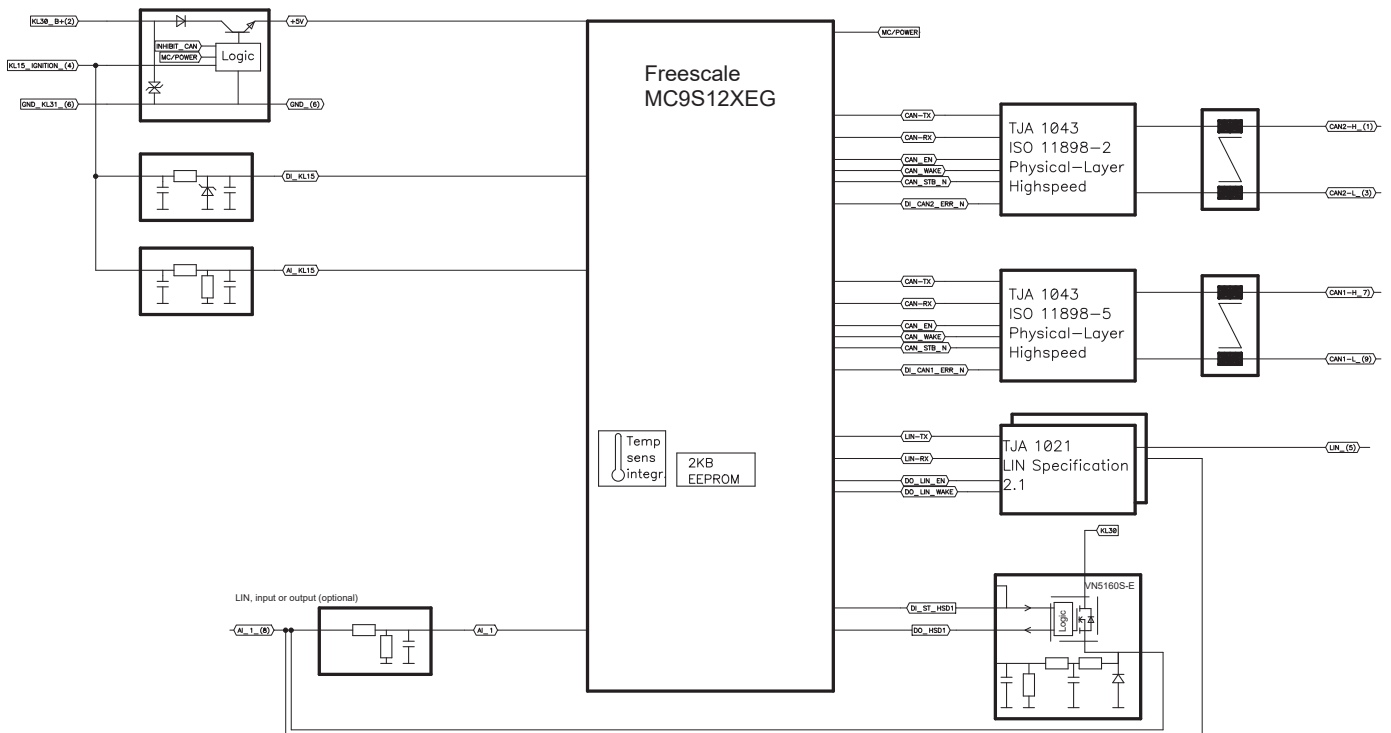 KL30_B+(2)
+5V
INHIBIT_CAN
MC/POWER
Logic
KL15_IGNITION_(4)
GND_KL31_(6)
GND_(6)
DI_KL15
AI_KL15
Freescale
MC9S12XEG
Temp
sens
integr.
2KB
EEPROM
LIN, input or output (optional)
AI_1_(8)
AI_1
MC/POWER
CAN-TX
CAN-RX
CAN_EN
CAN_WAKE
CAN_STB_N
DI_CAN2_ERR_N
TJA 1043
ISO 11898-2
Physical-Layer
Highspeed
CAN2-H_(1)
CAN2-L_(3)
CAN-TX
CAN-RX
CAN_EN
CAN_WAKE
CAN_STB_N
DI_CAN1_ERR_N
TJA 1043
ISO 11898-5
Physical-Layer
Highspeed
CAN1-H_7)
CAN1-L_(9)
LIN-TX
LIN-RX
DO_LIN_EN
DO_LIN_WAKE
TJA 1021
LIN Specification
2.1
LIN_(5)
KL30
VN5160S-E
DI_ST_HSD1
DO_HSD1
Logic